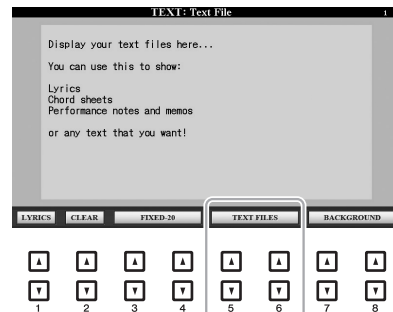 TEXT: Text File 1
Display your text files here...
You can use this to show:
Lyrics
Chord sheets
Performance notes and memos
or any text that you want!
LYRICS CLEAR FIXED-20 TEXT FILES BACKGROUND
1 2 3 4 5 6 7 8